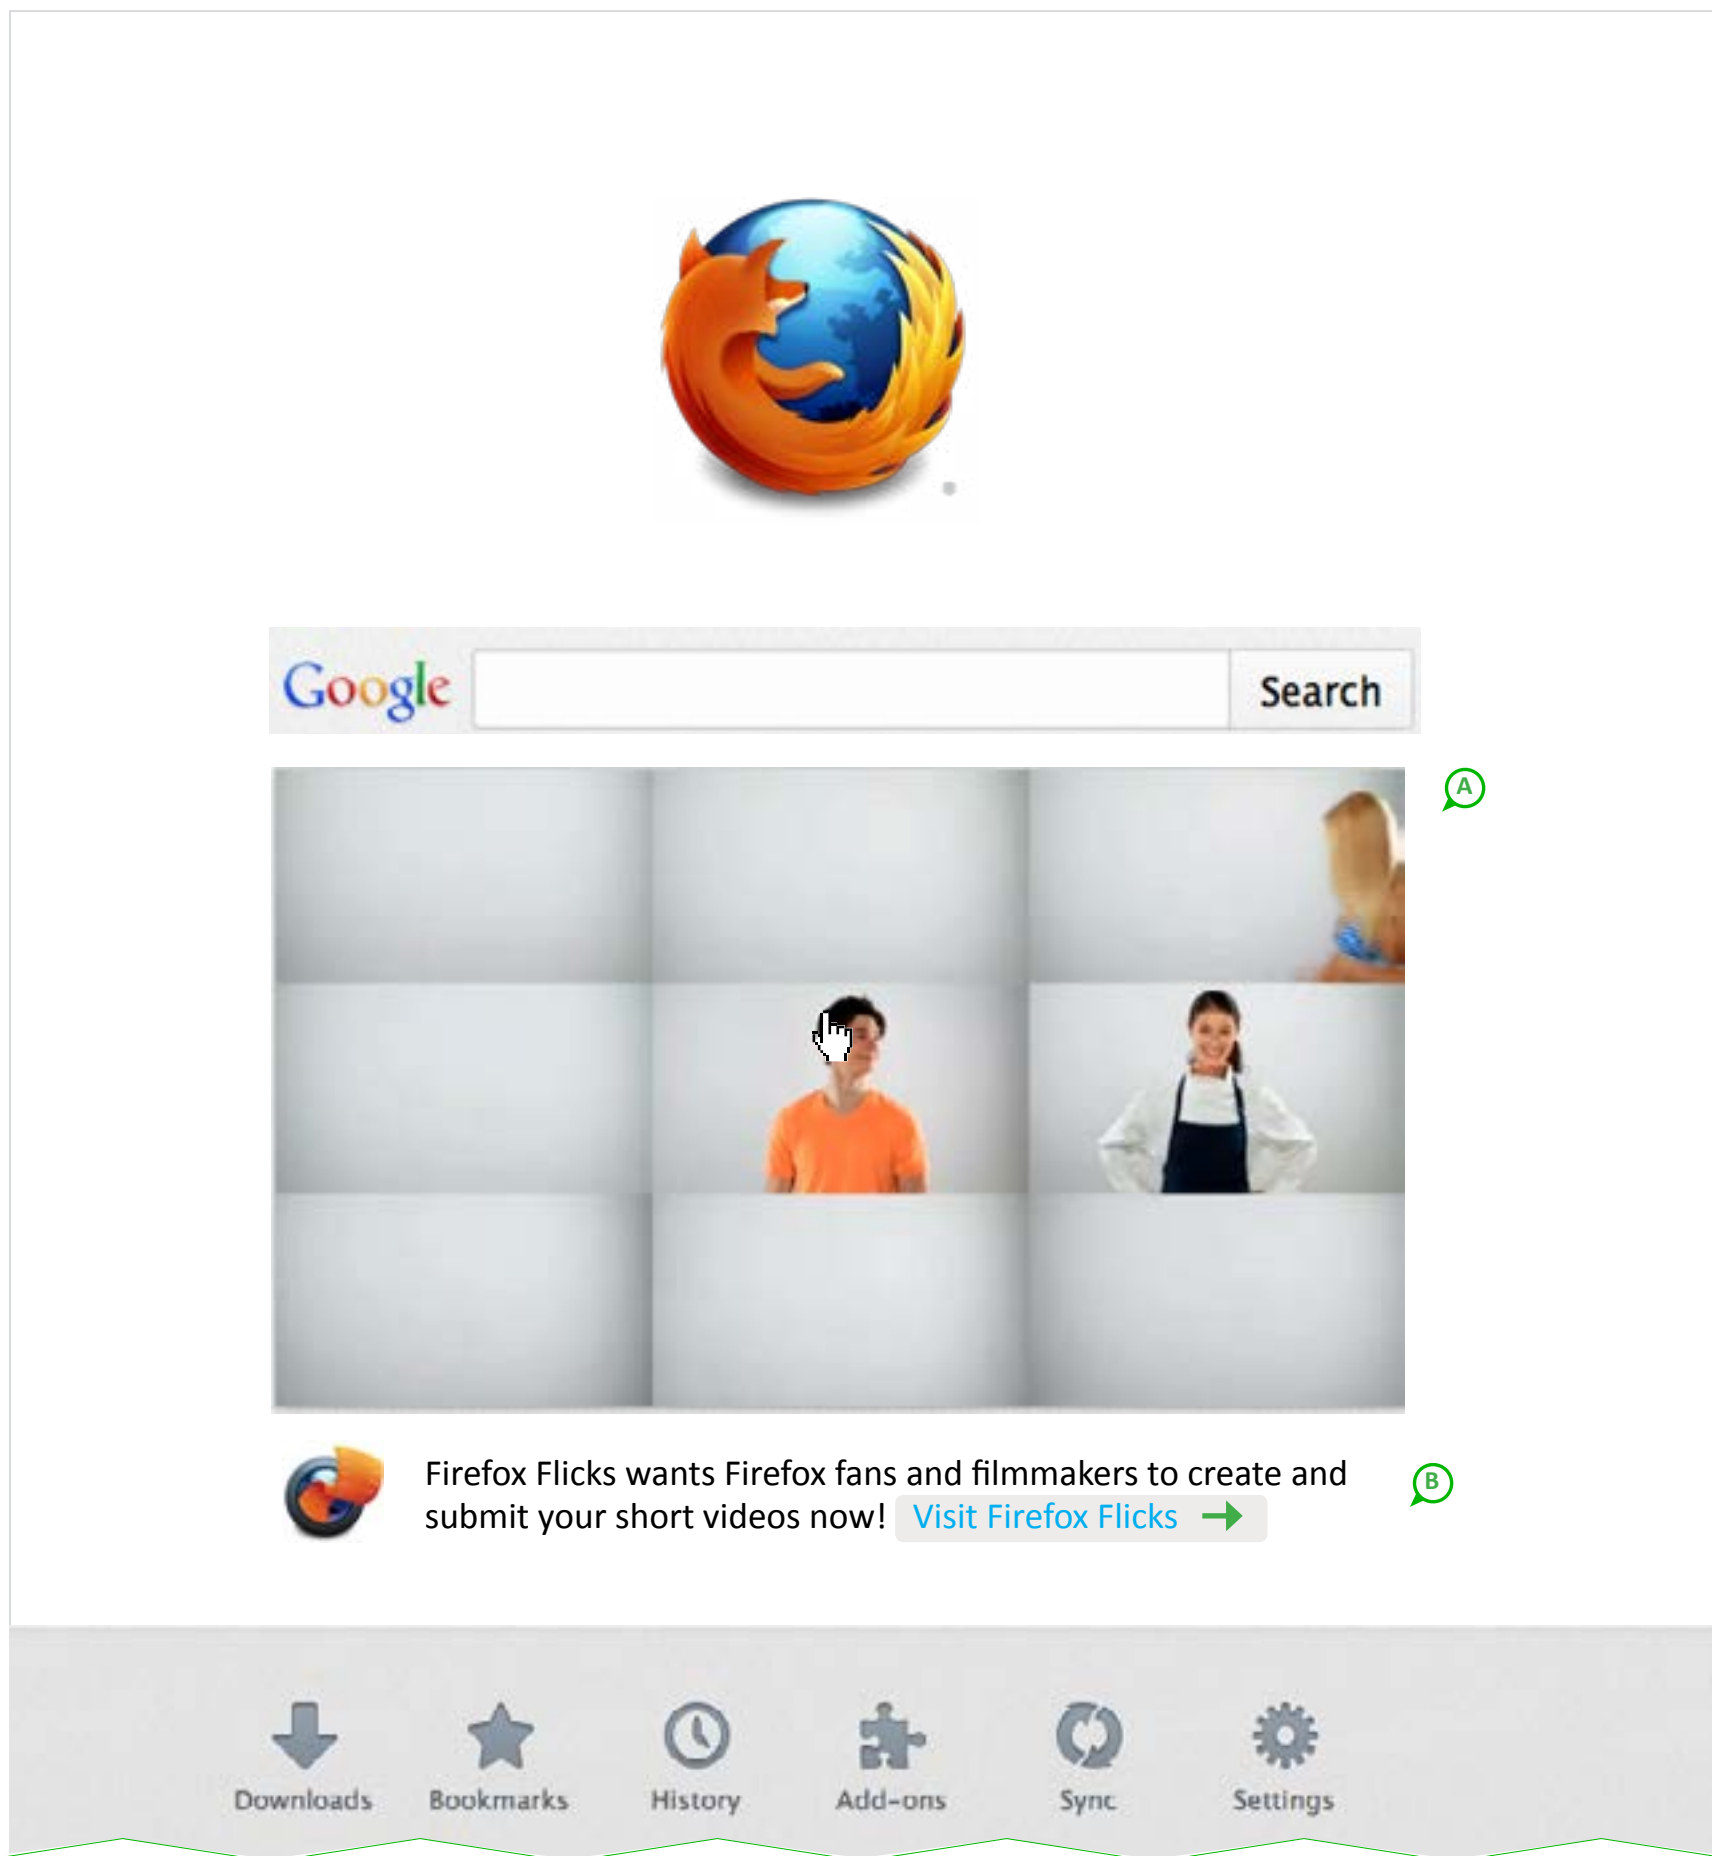 Google
Search
A
Firefox Flicks wants Firefox fans and filmmakers to create and
submit your short videos now! Visit Firefox Flicks
B
Downloads
Bookmarks
History
Add-ons
Sync
Settings